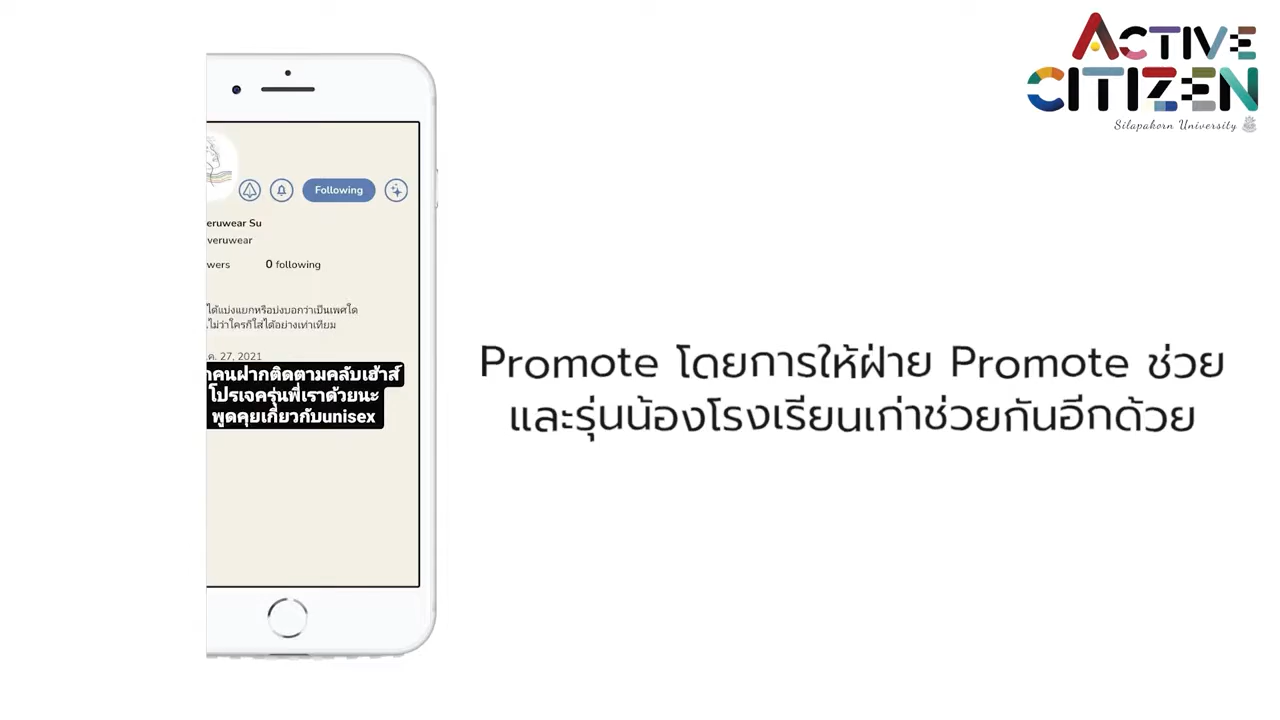 ACTIVE
CITIZEN
Silapakorn University
Following
eruwear Su
veruwear
wers 0 following
ได้แบ่งแยกหรือบ่งบอกว่าเป็นเพศใด
ไม่ว่าใครก็ใส่ได้อย่างเท่าเทียม
ค. 27, 2021
คนฝากติดตามคลับเฮ้าส์
โปรเจครุ่นพี่เราด้วยนะ
พูดคุยเกี่ยวกับunisex
Promote โดยการให้ฝ่าย Promote ช่วย
และรุ่นน้องโรงเรียนเก่าช่วยกันอีกด้วย